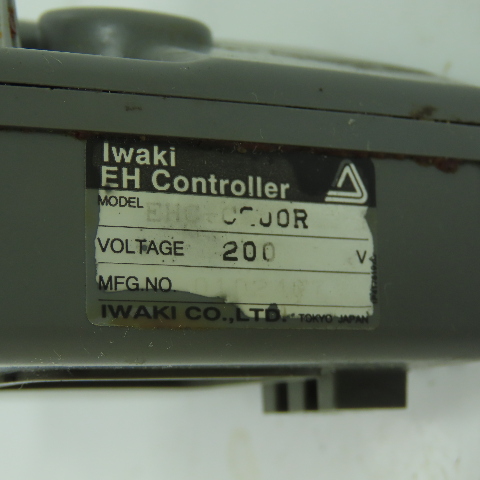 Iwaki
EH Controller
MODEL
VOLTAGE 200 V
MFG.NO.
IWAKI CO.,LTD. TOKYO JAPAN